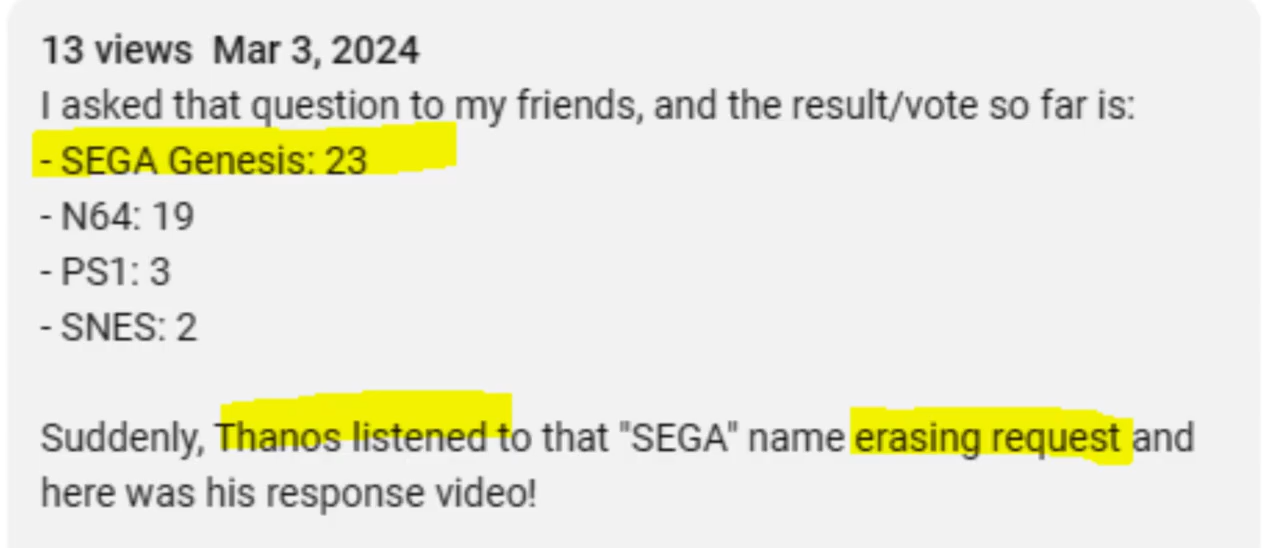 13 views  Mar 3, 2024
I asked that question to my friends, and the result/vote so far is:
- SEGA Genesis: 23
- N64: 19
- PS1: 3
- SNES: 2
Suddenly, Thanos listened to that "SEGA" name erasing request and
here was his response video!